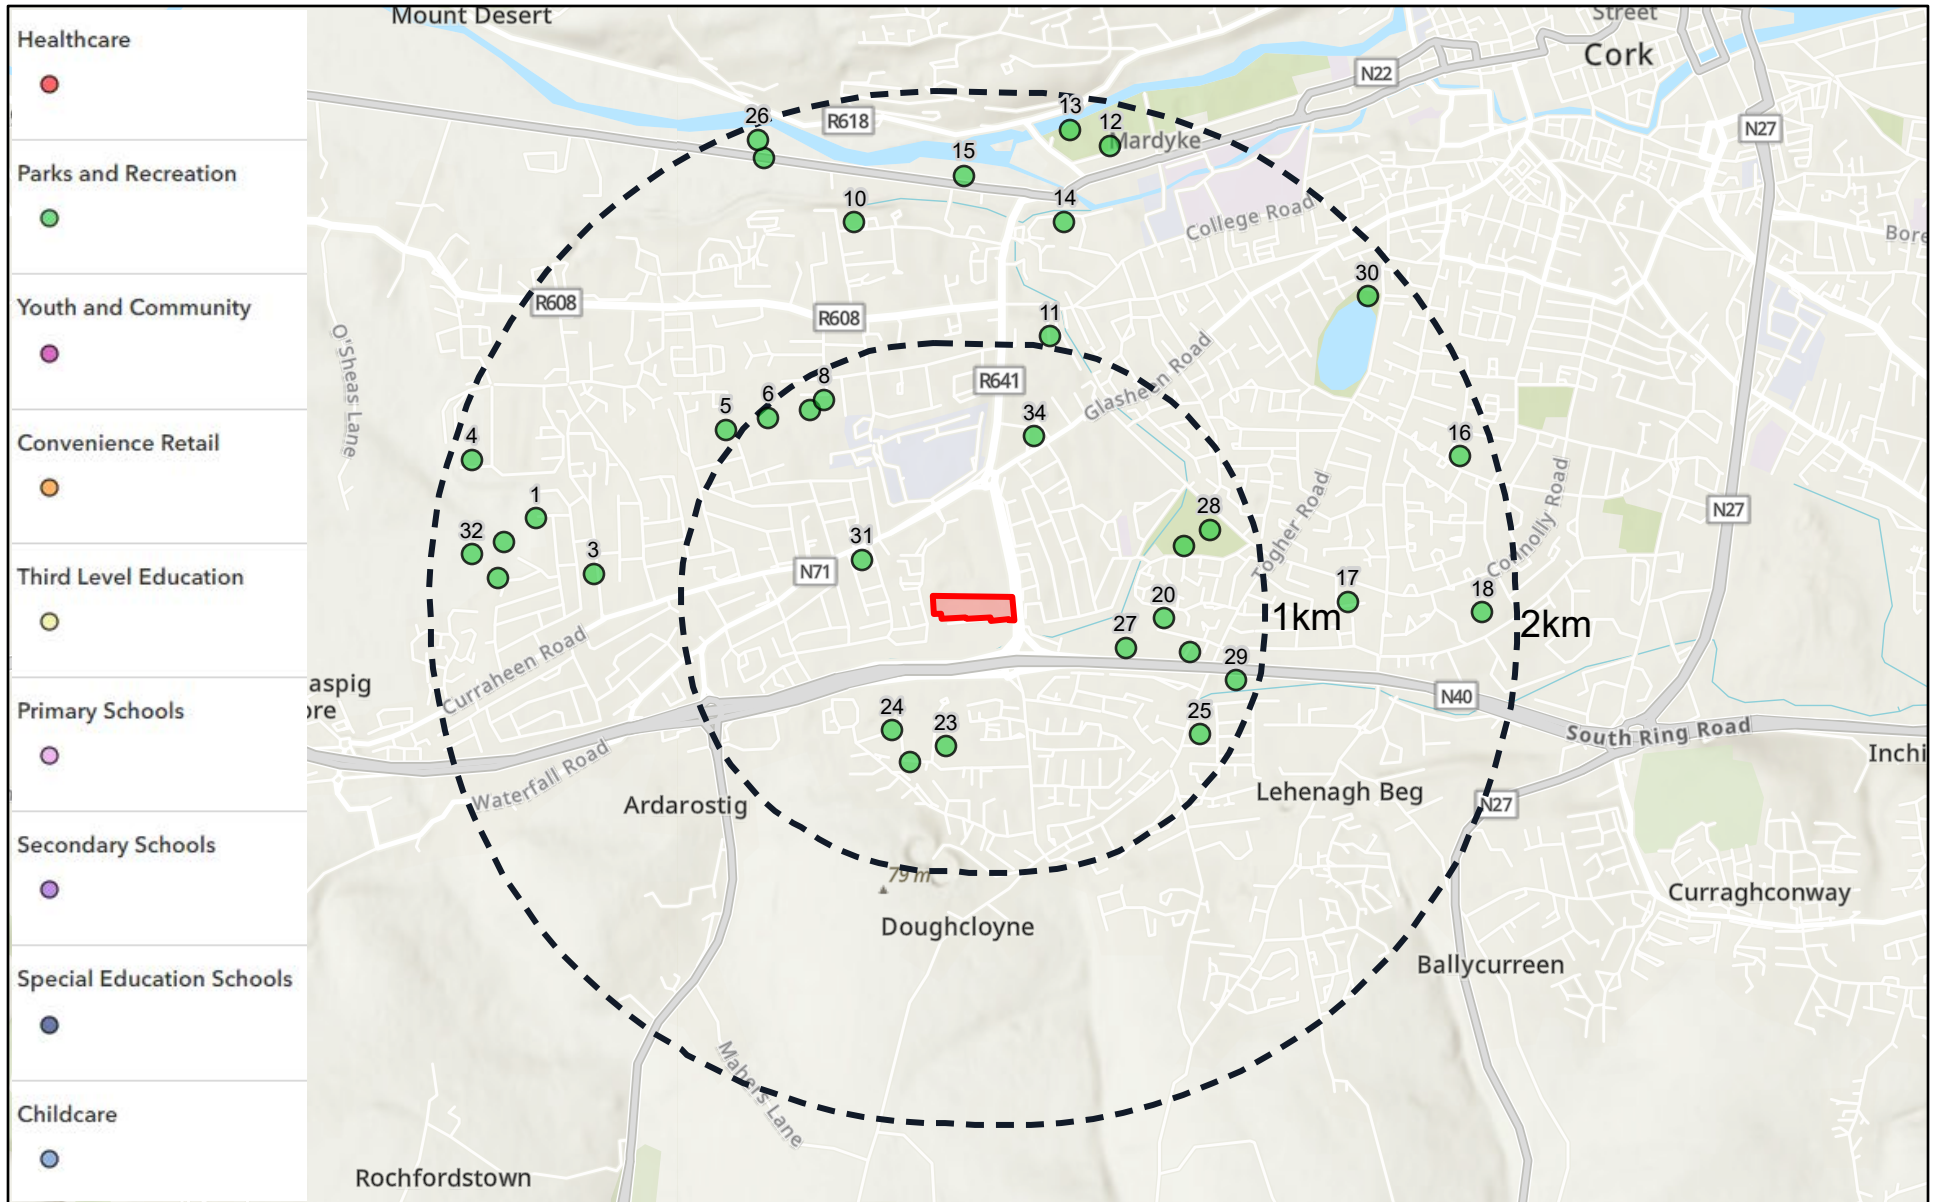 Healthcare
Parks and Recreation
Youth and Community
Convenience Retail
Third Level Education
Primary Schools
Secondary Schools
Special Education Schools
Childcare
Mount Desert
Street
Cork
N22
R618
26
13
12
Mardyke
N27
15
10
14
College Road
Bore
30
R608
R608
11
O'Sheas Lane
R641
Glasheen Road
8
6
5
34
4
16
1
32
3
28
Togher Road
Connolly Road
N27
31
N71
20
17
18
1km
2km
27
29
Curraheen Road
aspig
ore
N40
24
23
25
South Ring Road
Inchi
Waterfall Road
Ardarostig
Lehenagh Beg
N27
79 m
Doughcloyne
Curraghconway
Ballycurreen
Mahers Lane
Rochfordstown